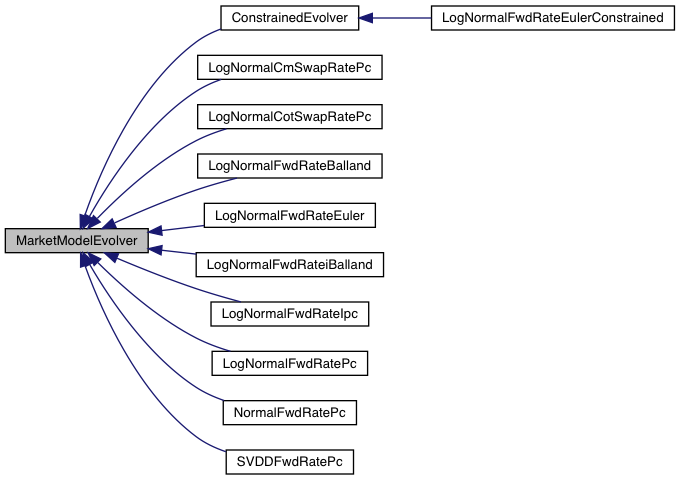 ConstrainedEvolver
LogNormalFwdRateEulerConstrained
LogNormalCmSwapRatePc
LogNormalCotSwapRatePc
LogNormalFwdRateBalland
LogNormalFwdRateEuler
MarketModelEvolver
LogNormalFwdRateiBalland
LogNormalFwdRateIpc
LogNormalFwdRatePc
NormalFwdRatePc
SVDDFwdRatePc